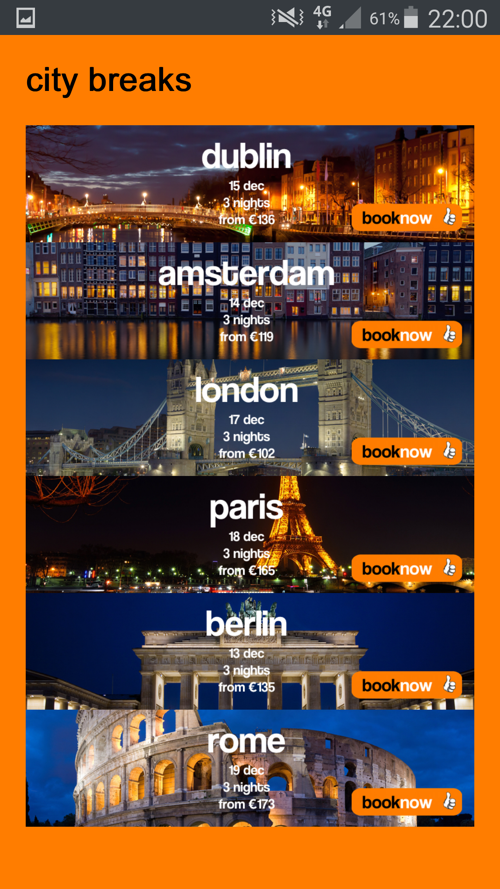 4G
61%
22:00
city breaks
dublin
15 dec
3 nights
from €136
booknow
amsterdam
14 dec
3 nights
from €119
booknow
london
17 dec
3 nights
from €102
booknow
paris
18 dec
3 nights
from €165
booknow
berlin
13 dec
3 nights
from €135
booknow
rome
19 dec
3 nights
from €173
booknow